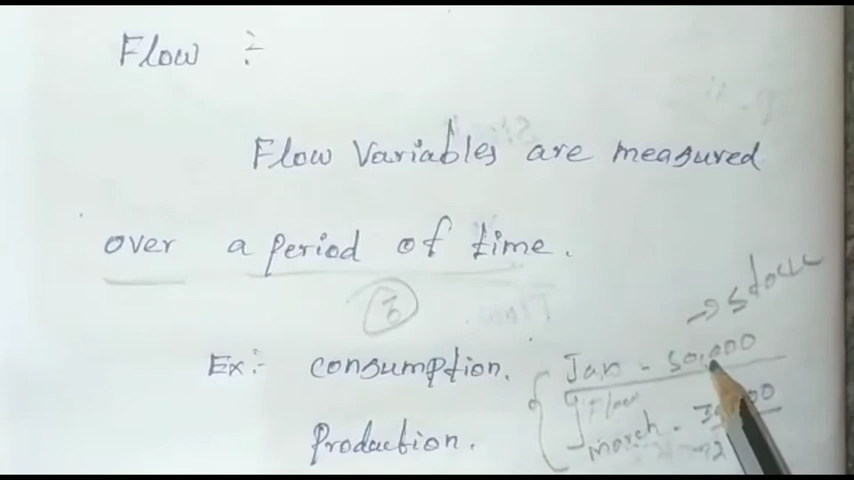 Flow :-
Flow Variables are measured
over a period of time.
→ stock
Ex:- consumption. Jan - 50,000
Flow
Production. march -